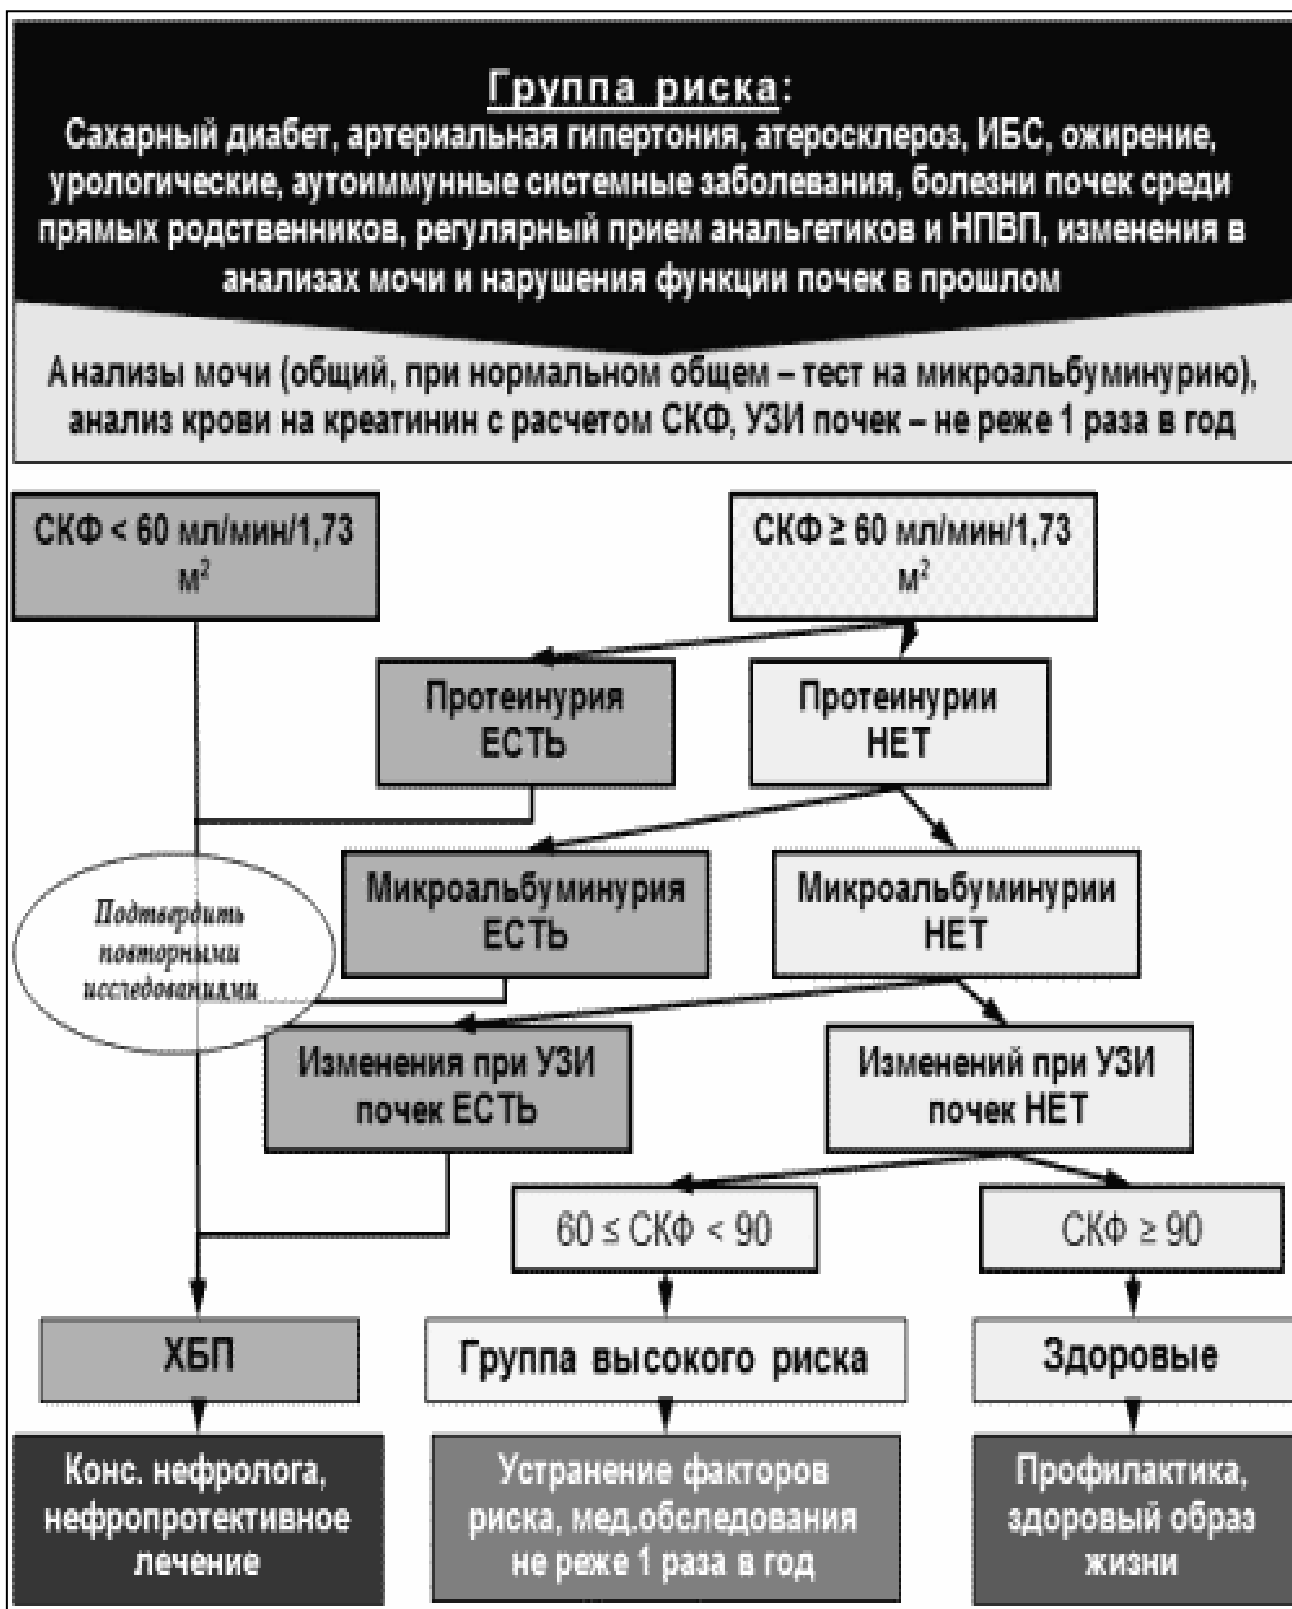 Группа риска:
Сахарный диабет, артериальная гипертония, атеросклероз, ИБС, ожирение,
урологические, аутоиммунные системные заболевания, болезни почек среди
прямых родственников, регулярный прием анальгетиков и НПВП, изменения в
анализах мочи и нарушения функции почек в прошлом
Анализы мочи (общий, при нормальном общем – тест на микроальбуминурию),
анализ крови на креатинин с расчетом СКФ, УЗИ почек – не реже 1 раза в год
СКФ < 60 мл/мин/1,73
м²
СКФ ≥ 60 мл/мин/1,73
м²
Протеинурия
ЕСТЬ
Протеинурии
НЕТ
Микроальбуминурия
ЕСТЬ
Микроальбуминурии
НЕТ
Подтвердить
повторными
исследованиями
Изменения при УЗИ
почек ЕСТЬ
Изменений при УЗИ
почек НЕТ
60 ≤ СКФ < 90
СКФ ≥ 90
ХБП
Группа высокого риска
Здоровые
Конс. нефролога,
нефропротективное
лечение
Устранение факторов
риска, мед.обследования
не реже 1 раза в год
Профилактика,
здоровый образ
жизни